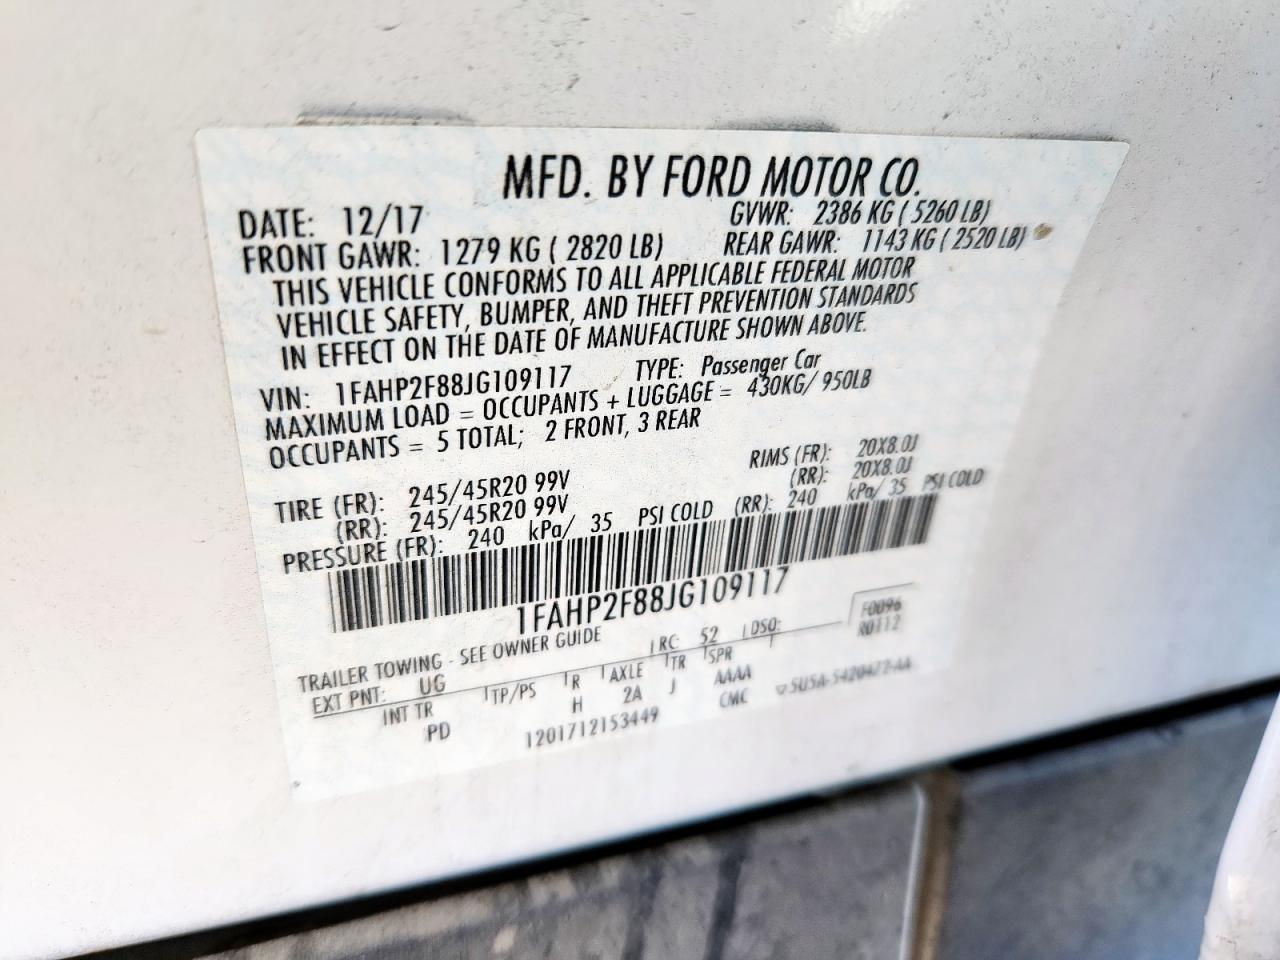 MFD. BY FORD MOTOR CO.
DATE: 12/17 GVWR: 2386 KG ( 5260 LB)
FRONT GAWR: 1279 KG ( 2820 LB) REAR GAWR: 1143 KG ( 2520 LB)
THIS VEHICLE CONFORMS TO ALL APPLICABLE FEDERAL MOTOR
VEHICLE SAFETY, BUMPER, AND THEFT PREVENTION STANDARDS
IN EFFECT ON THE DATE OF MANUFACTURE SHOWN ABOVE.
VIN: 1FAHP2F88JG109117 TYPE: Passenger Car
MAXIMUM LOAD = OCCUPANTS + LUGGAGE = 430KG/ 950LB
OCCUPANTS = 5 TOTAL; 2 FRONT, 3 REAR
TIRE (FR): 245/45R20 99V RIMS (FR): 20X8.0J
(RR): 245/45R20 99V (RR): 20X8.0J
PRESSURE (FR): 240 kPa/ 35 PSI COLD (RR): 240 kPa/ 35 PSI COLD
1FAHP2F88JG109117
F0096
R0112
TRAILER TOWING - SEE OWNER GUIDE RC: 52 DSO:
EXT PNT: UG
INT TR TP/PS R AXLE TR SPR
PD H 2A J AAAA
1201712153449 CMC ▽5U5A-5420472-AA